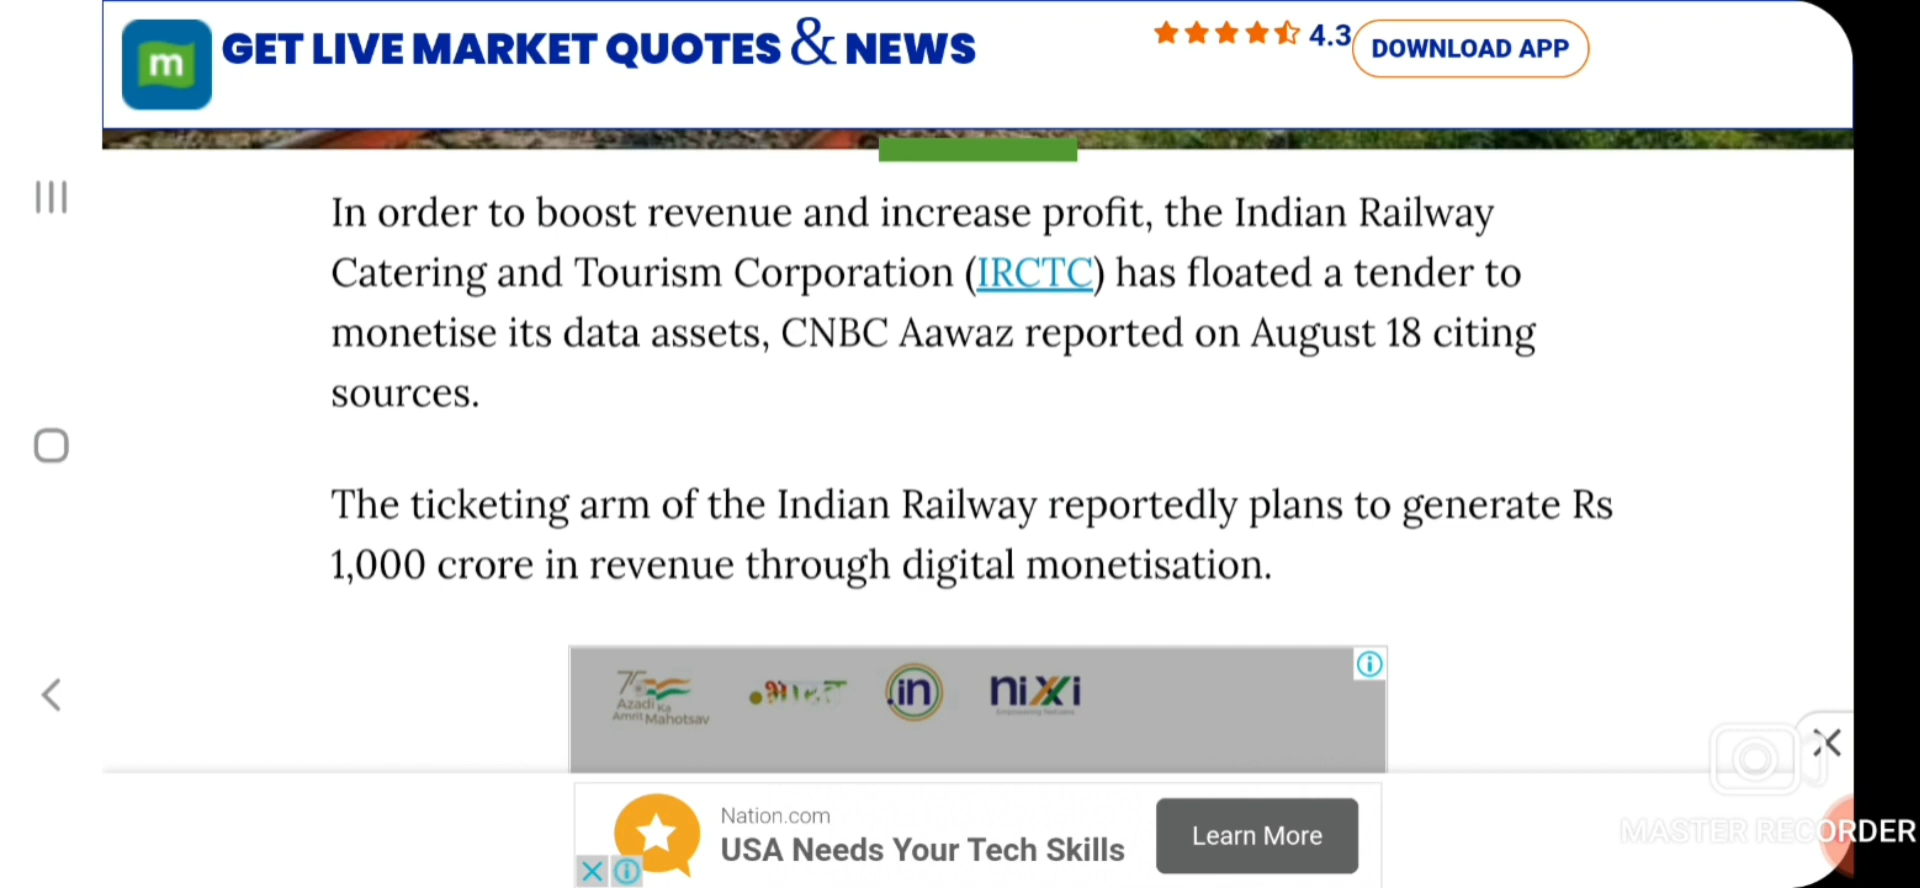 m GET LIVE MARKET QUOTES & NEWS 4.3 DOWNLOAD APP
In order to boost revenue and increase profit, the Indian Railway
Catering and Tourism Corporation (IRCTC) has floated a tender to
monetise its data assets, CNBC Aawaz reported on August 18 citing
sources.
The ticketing arm of the Indian Railway reportedly plans to generate Rs
1,000 crore in revenue through digital monetisation.
75
Azadi Ka
Amrit Mahotsav
.in
nixi
Nation.com
USA Needs Your Tech Skills
Learn More
MASTER RECORDER